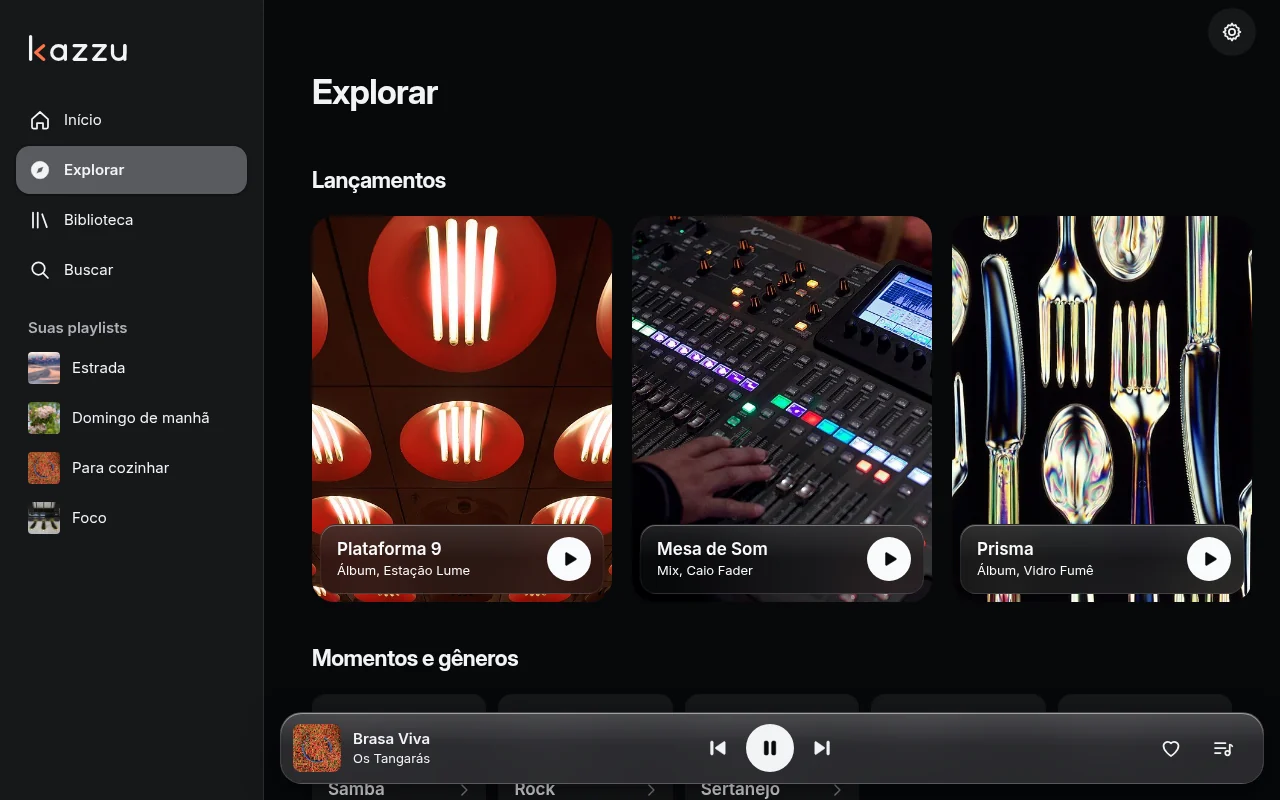 kazzu
Início
Explorar
Biblioteca
Buscar
Suas playlists
Estrada
Domingo de manhã
Para cozinhar
Foco
Explorar
Lançamentos
Plataforma 9
Álbum, Estação Lume
Mesa de Som
Mix, Caio Fader
Prisma
Álbum, Vidro Fumê
Momentos e gêneros
Brasa Viva
Os Tangarás
Samba
Rock
Sertanejo